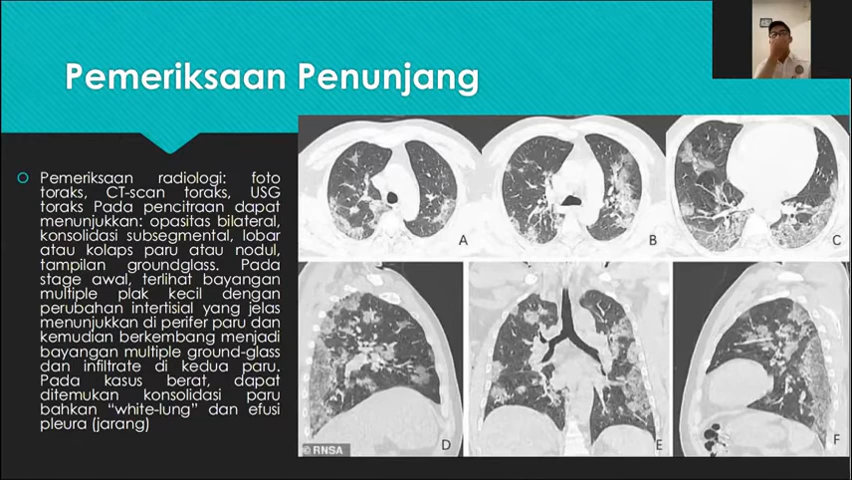 Pemeriksaan Penunjang
Pemeriksaan radiologi: foto
toraks, CT-scan toraks, USG
toraks Pada pencitraan dapat
menunjukkan: opasitas bilateral,
konsolidasi subsegmental, lobar
atau kolaps paru atau nodul,
tampilan groundglass. Pada
stage awal, terlihat bayangan
multiple plak kecil dengan
perubahan intertisial yang jelas
menunjukkan di perifer paru dan
kemudian berkembang menjadi
bayangan multiple ground-glass
dan infiltrate di kedua paru.
Pada kasus berat, dapat
ditemukan konsolidasi paru
bahkan “white-lung” dan efusi
pleura (jarang)
A
B
C
D
E
F
© RNSA